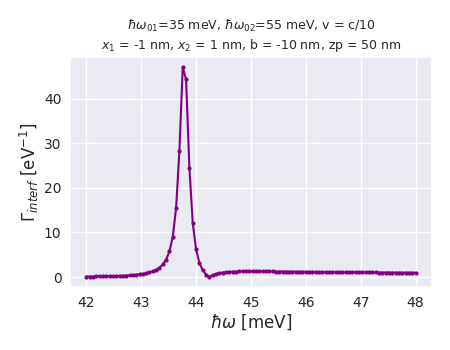 ℏω₀₁=35 meV, ℏω₀₂=55 meV, v = c/10
x₁ = -1 nm, x₂ = 1 nm, b = -10 nm, zp = 50 nm
Γ_interf [eV⁻¹]
40
30
20
10
0
42 43 44 45 46 47 48
ℏω [meV]